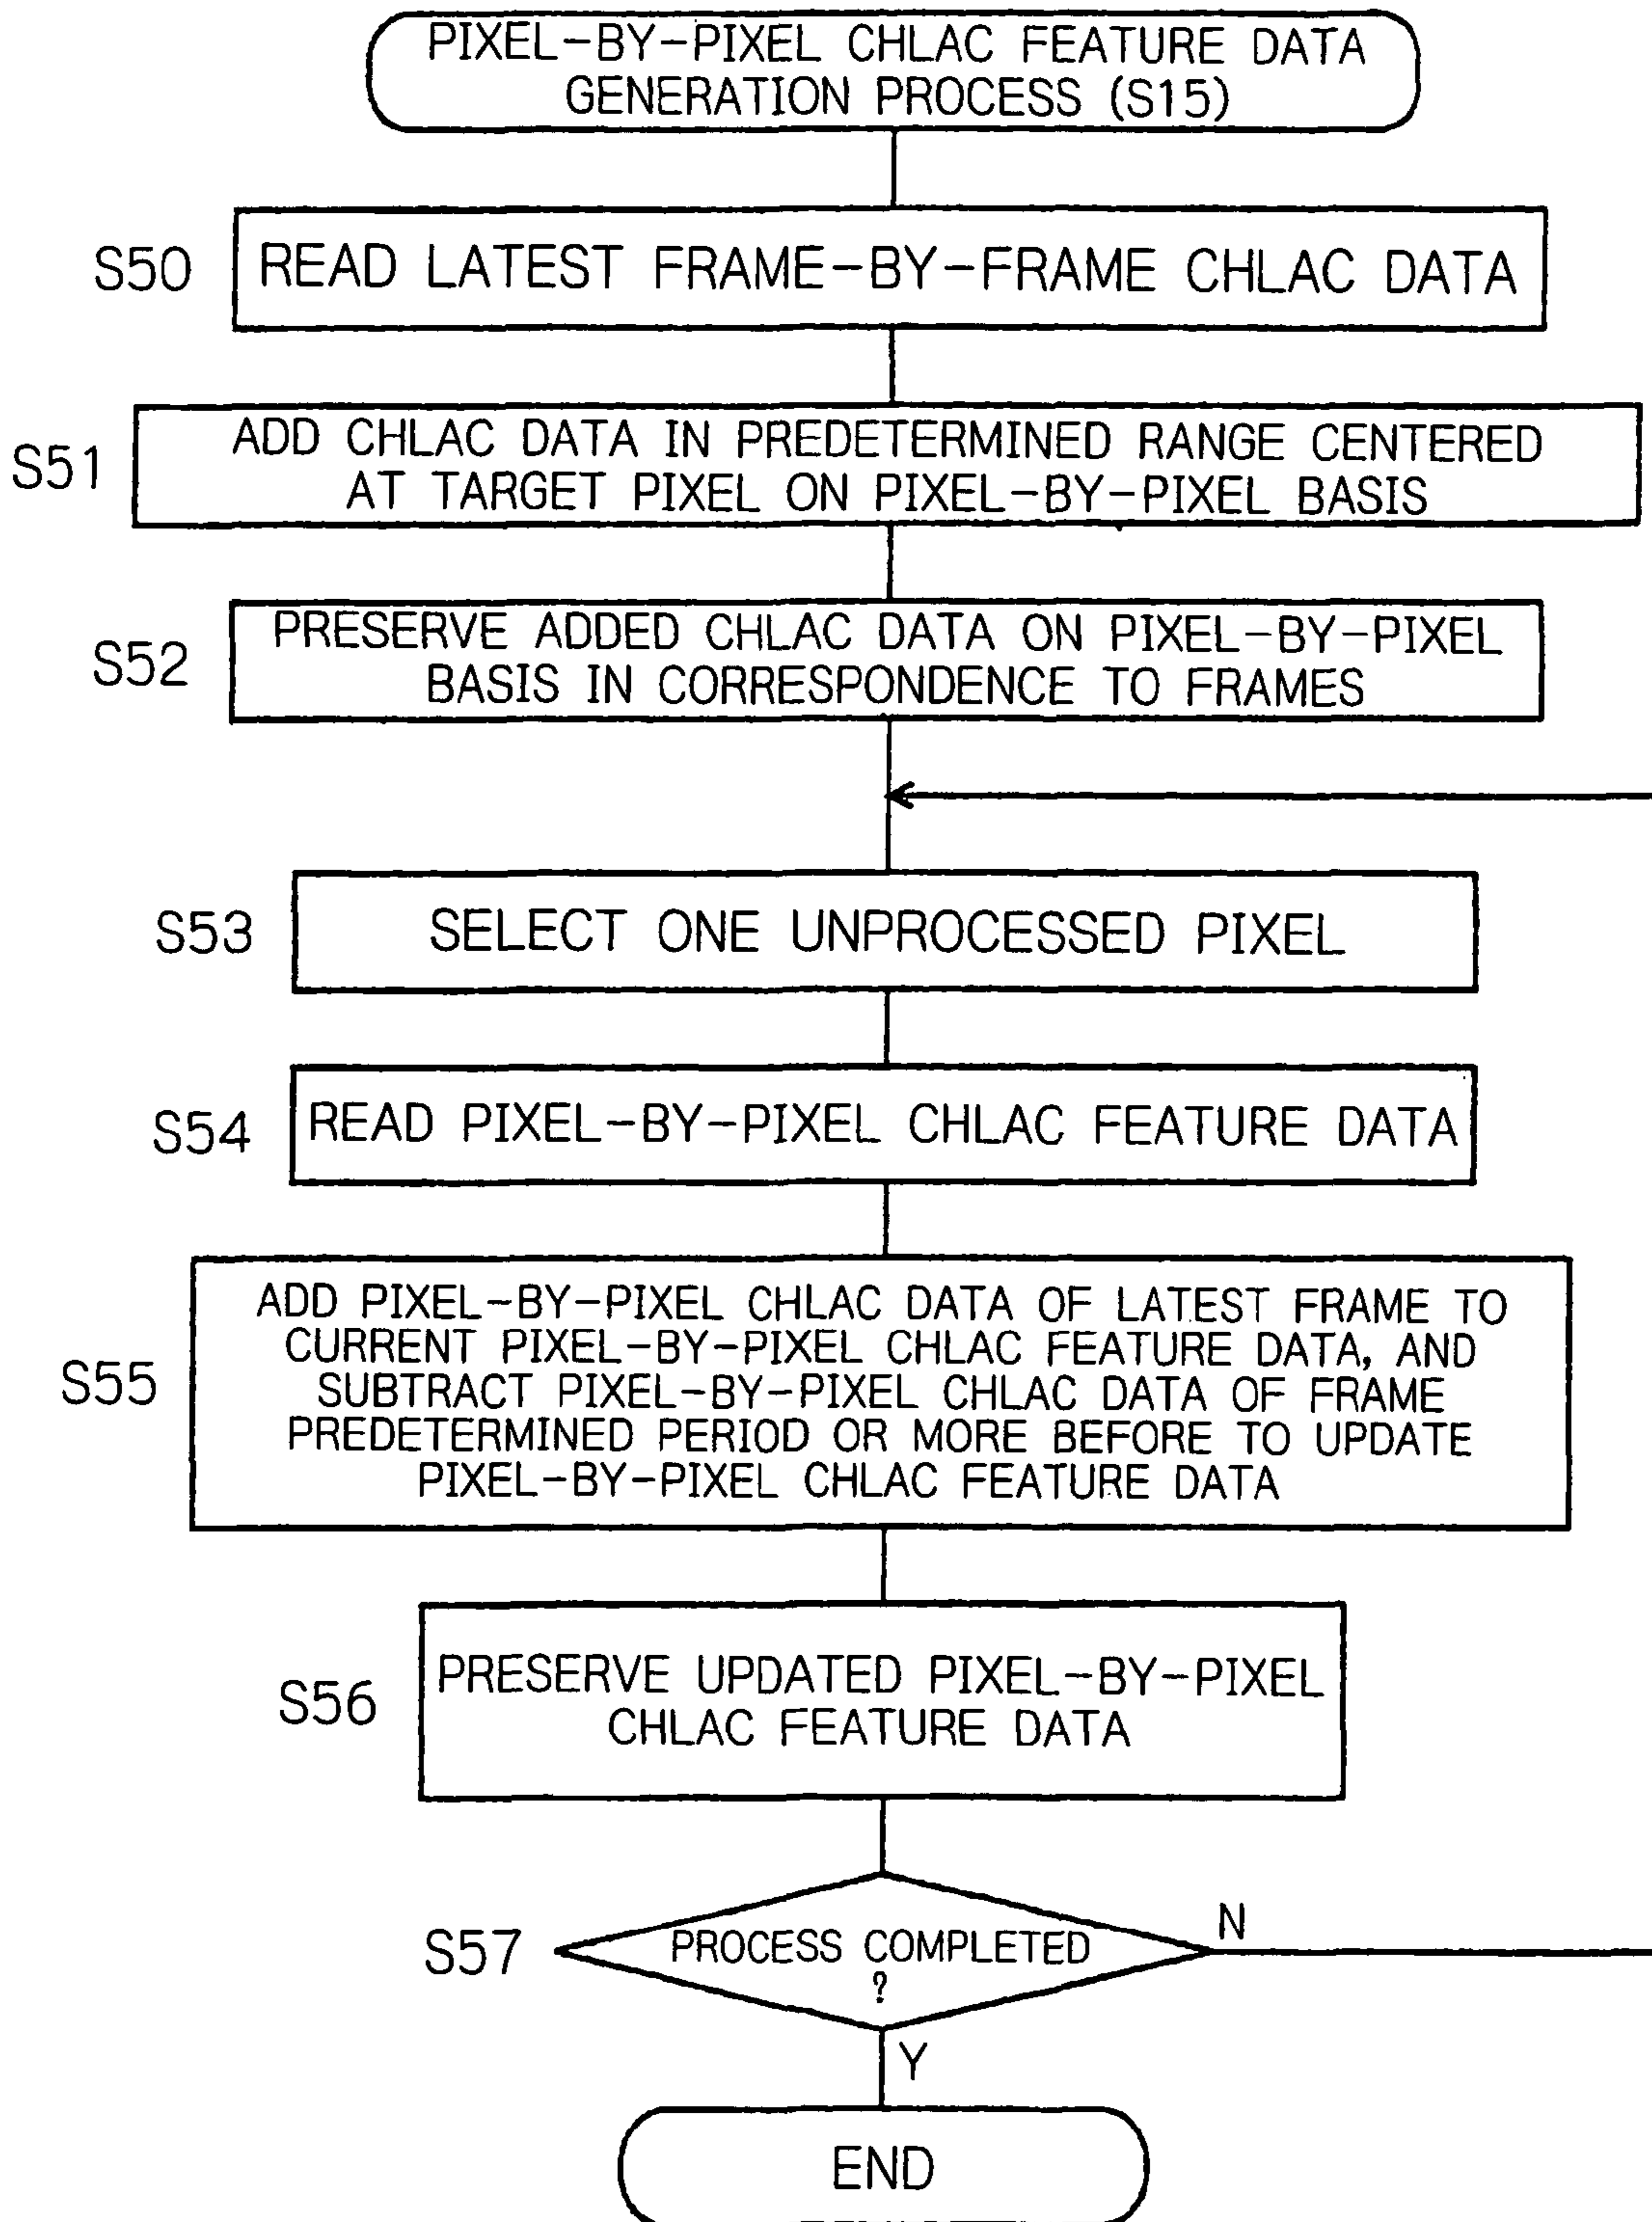 PIXEL-BY-PIXEL CHLAC FEATURE DATA
GENERATION PROCESS (S15)
S50
READ LATEST FRAME-BY-FRAME CHLAC DATA
S51
ADD CHLAC DATA IN PREDETERMINED RANGE CENTERED
AT TARGET PIXEL ON PIXEL-BY-PIXEL BASIS
S52
PRESERVE ADDED CHLAC DATA ON PIXEL-BY-PIXEL
BASIS IN CORRESPONDENCE TO FRAMES
S53
SELECT ONE UNPROCESSED PIXEL
S54
READ PIXEL-BY-PIXEL CHLAC FEATURE DATA
S55
ADD PIXEL-BY-PIXEL CHLAC DATA OF LATEST FRAME TO
CURRENT PIXEL-BY-PIXEL CHLAC FEATURE DATA, AND
SUBTRACT PIXEL-BY-PIXEL CHLAC DATA OF FRAME
PREDETERMINED PERIOD OR MORE BEFORE TO UPDATE
PIXEL-BY-PIXEL CHLAC FEATURE DATA
S56
PRESERVE UPDATED PIXEL-BY-PIXEL
CHLAC FEATURE DATA
S57
PROCESS COMPLETED
?
N
Y
END